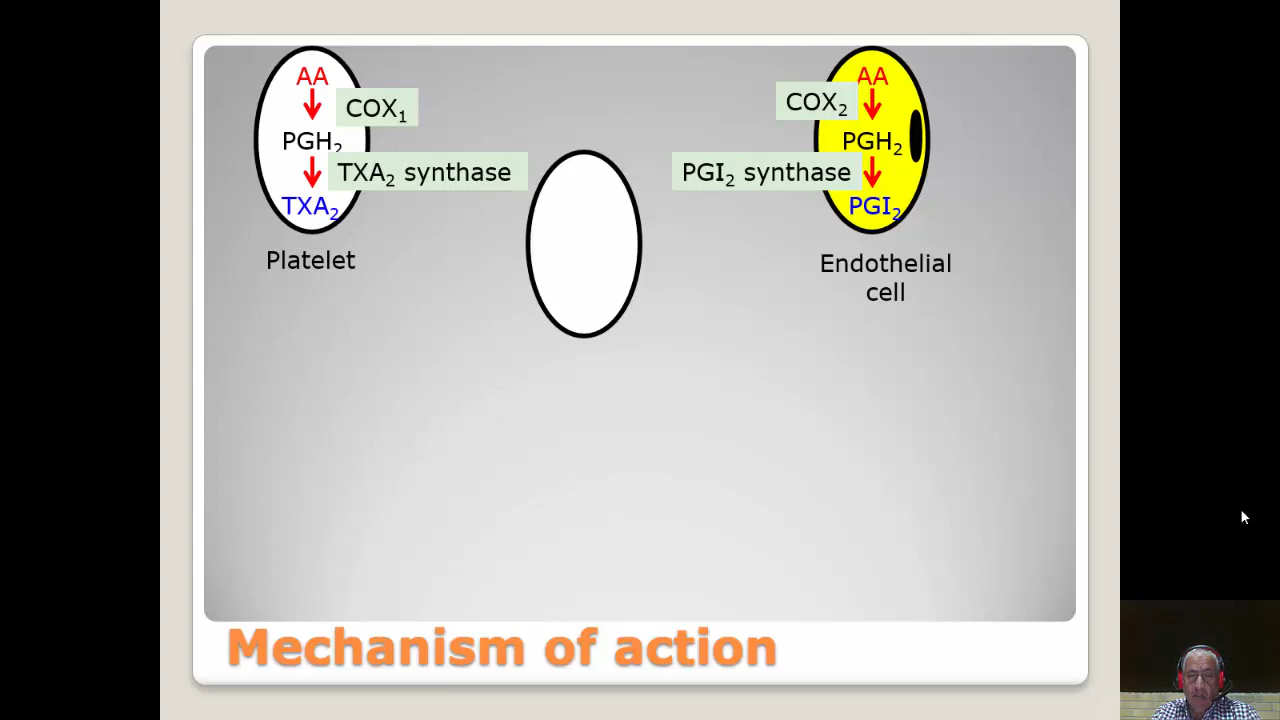 AA
COX₁
PGH₂
TXA₂ synthase
TXA₂
Platelet
AA
COX₂
PGH₂
PGI₂ synthase
PGI₂
Endothelial
cell
Mechanism of action